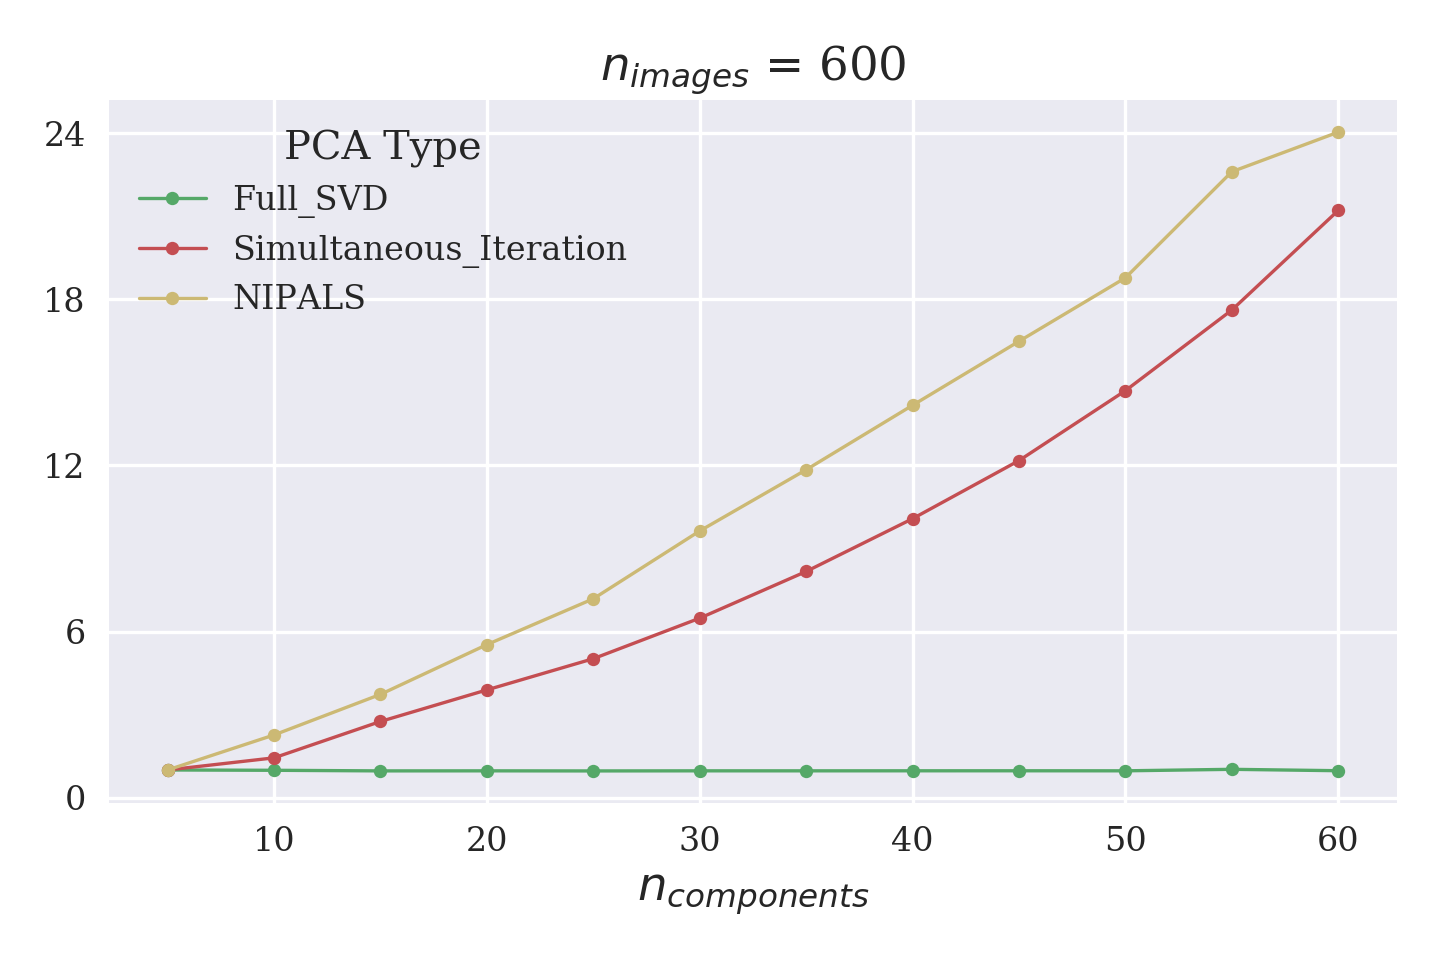 n_images = 600
PCA Type
Full_SVD
Simultaneous_Iteration
NIPALS
24
18
12
6
0
10 20 30 40 50 60
n_components